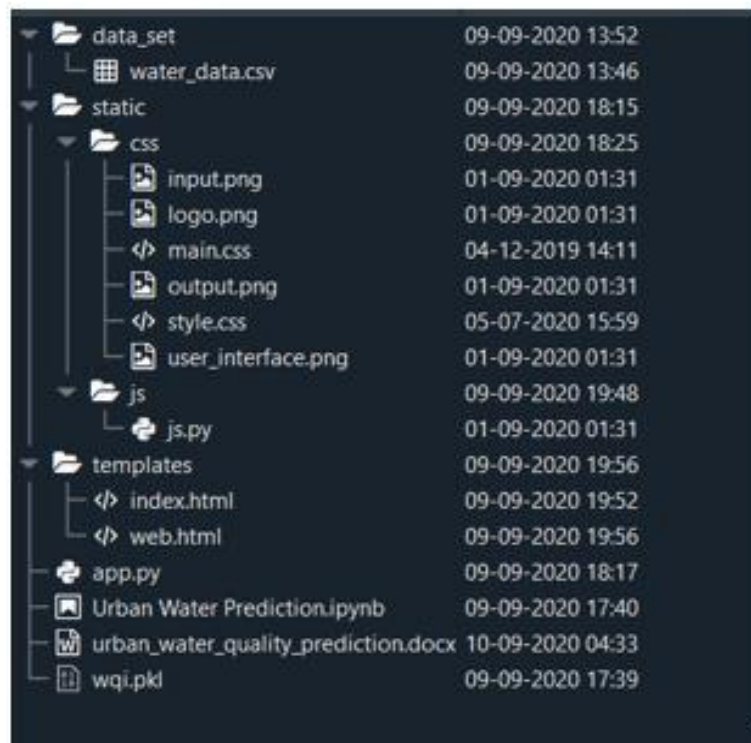 data_set 09-09-2020 13:52
water_data.csv 09-09-2020 13:46
static 09-09-2020 18:15
css 09-09-2020 18:25
input.png 01-09-2020 01:31
logo.png 01-09-2020 01:31
main.css 04-12-2019 14:11
output.png 01-09-2020 01:31
style.css 05-07-2020 15:59
user_interface.png 01-09-2020 01:31
js 09-09-2020 19:48
js.py 01-09-2020 01:31
templates 09-09-2020 19:56
index.html 09-09-2020 19:52
web.html 09-09-2020 19:56
app.py 09-09-2020 18:17
Urban Water Prediction.ipynb 09-09-2020 17:40
urban_water_quality_prediction.docx 10-09-2020 04:33
wqi.pkl 09-09-2020 17:39